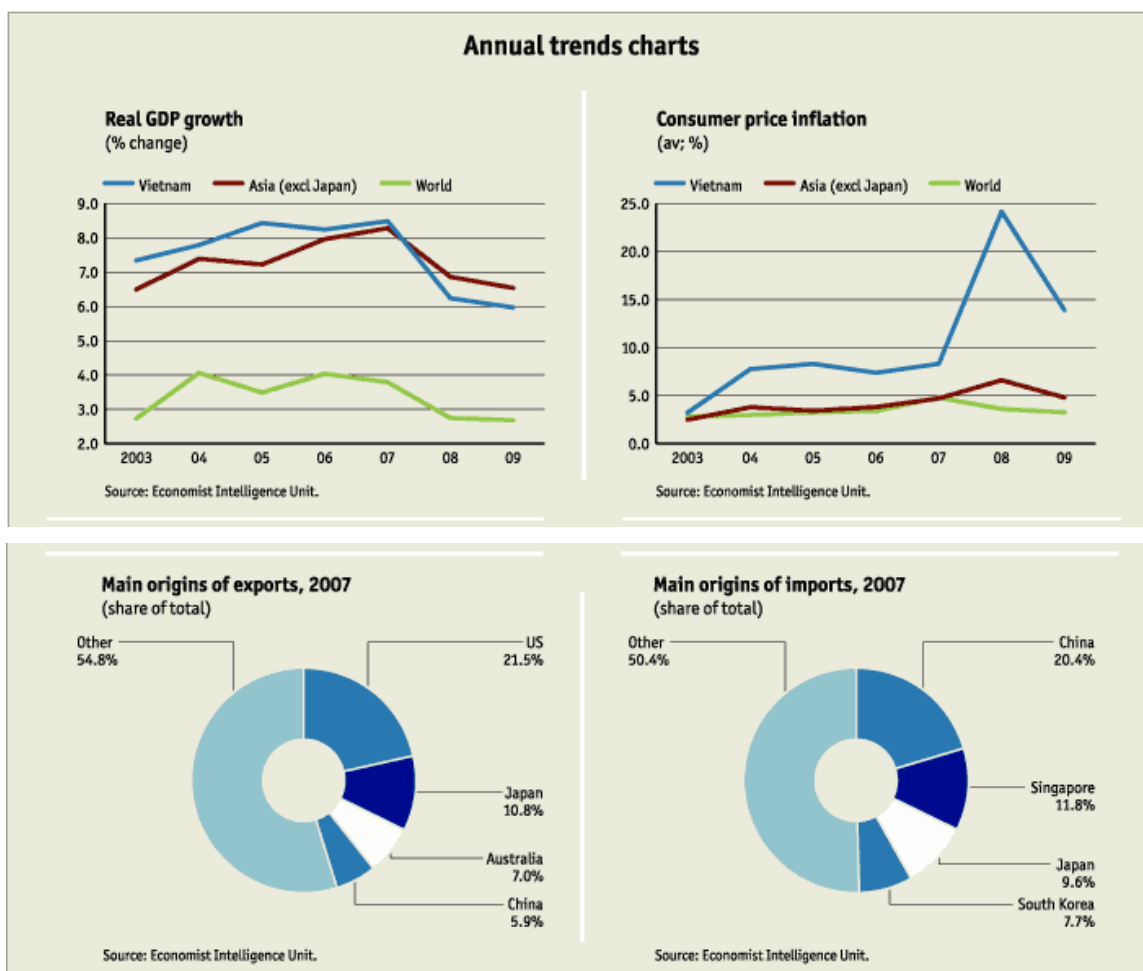 Annual trends charts
Real GDP growth
(% change)
Vietnam Asia (excl Japan) World
9.0
8.0
7.0
6.0
5.0
4.0
3.0
2.0
2003 04 05 06 07 08 09
Source: Economist Intelligence Unit.
Consumer price inflation
(av; %)
Vietnam Asia (excl Japan) World
25.0
20.0
15.0
10.0
5.0
0.0
2003 04 05 06 07 08 09
Source: Economist Intelligence Unit.
Main origins of exports, 2007
(share of total)
Other
54.8%
US
21.5%
Japan
10.8%
Australia
7.0%
China
5.9%
Source: Economist Intelligence Unit.
Main origins of imports, 2007
(share of total)
Other
50.4%
China
20.4%
Singapore
11.8%
Japan
9.6%
South Korea
7.7%
Source: Economist Intelligence Unit.